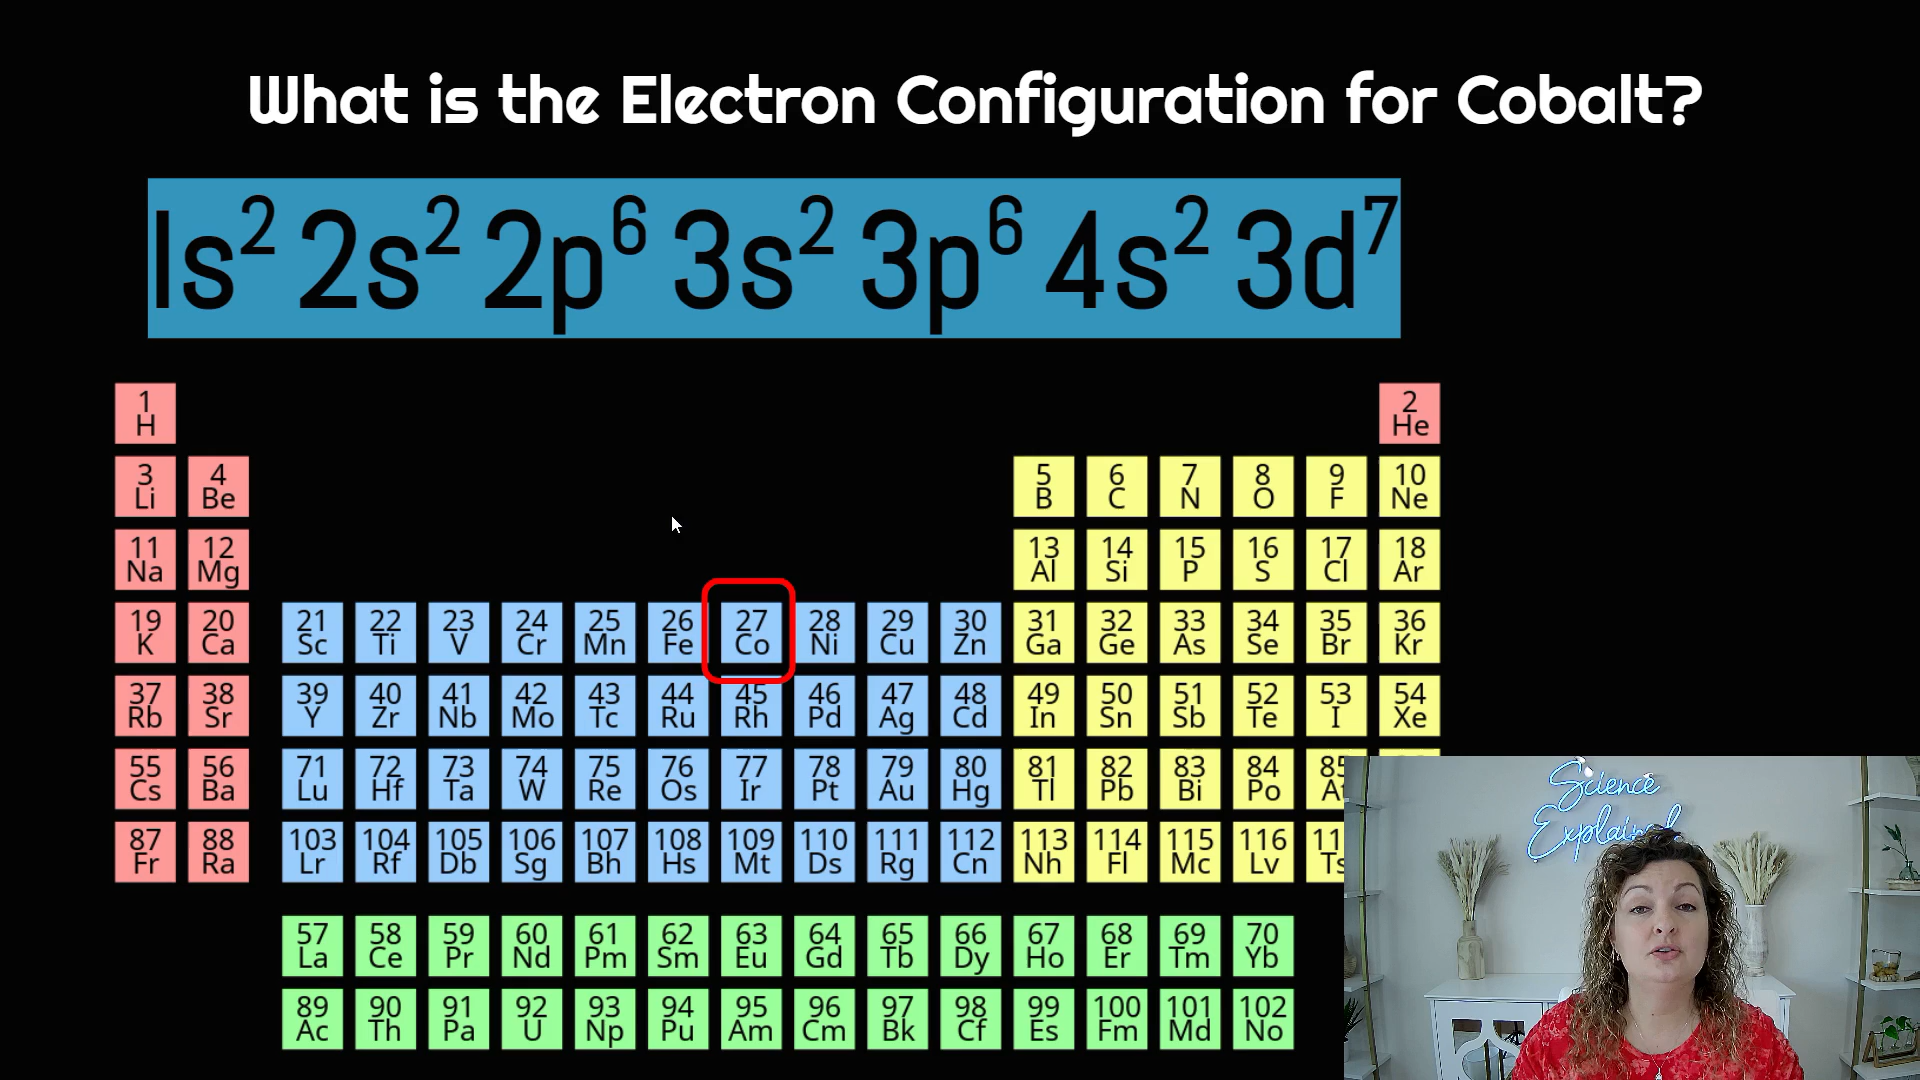 What is the Electron Configuration for Cobalt?
1s² 2s² 2p⁶ 3s² 3p⁶ 4s² 3d⁷
1 2
H He
3 4 5 6 7 8 9 10
Li Be B C N O F Ne
11 12 13 14 15 16 17 18
Na Mg Al Si P S Cl Ar
19 20 21 22 23 24 25 26 27 28 29 30 31 32 33 34 35 36
K Ca Sc Ti V Cr Mn Fe Co Ni Cu Zn Ga Ge As Se Br Kr
37 38 39 40 41 42 43 44 45 46 47 48 49 50 51 52 53 54
Rb Sr Y Zr Nb Mo Tc Ru Rh Pd Ag Cd In Sn Sb Te I Xe
55 56 71 72 73 74 75 76 77 78 79 80 81 82 83 84
Cs Ba Lu Hf Ta W Re Os Ir Pt Au Hg Tl Pb Bi Po
87 88 103 104 105 106 107 108 109 110 111 112 113 114 115 116
Fr Ra Lr Rf Db Sg Bh Hs Mt Ds Rg Cn Nh Fl Mc Lv Ts
57 58 59 60 61 62 63 64 65 66 67 68 69 70
La Ce Pr Nd Pm Sm Eu Gd Tb Dy Ho Er Tm Yb
89 90 91 92 93 94 95 96 97 98 99 100 101 102
Ac Th Pa U Np Pu Am Cm Bk Cf Es Fm Md No
Science
Explained